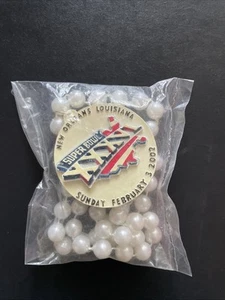 NEW ORLEANS, LOUISIANA
SUPER BOWL
XXXVI
SUNDAY, FEBRUARY 3, 2002